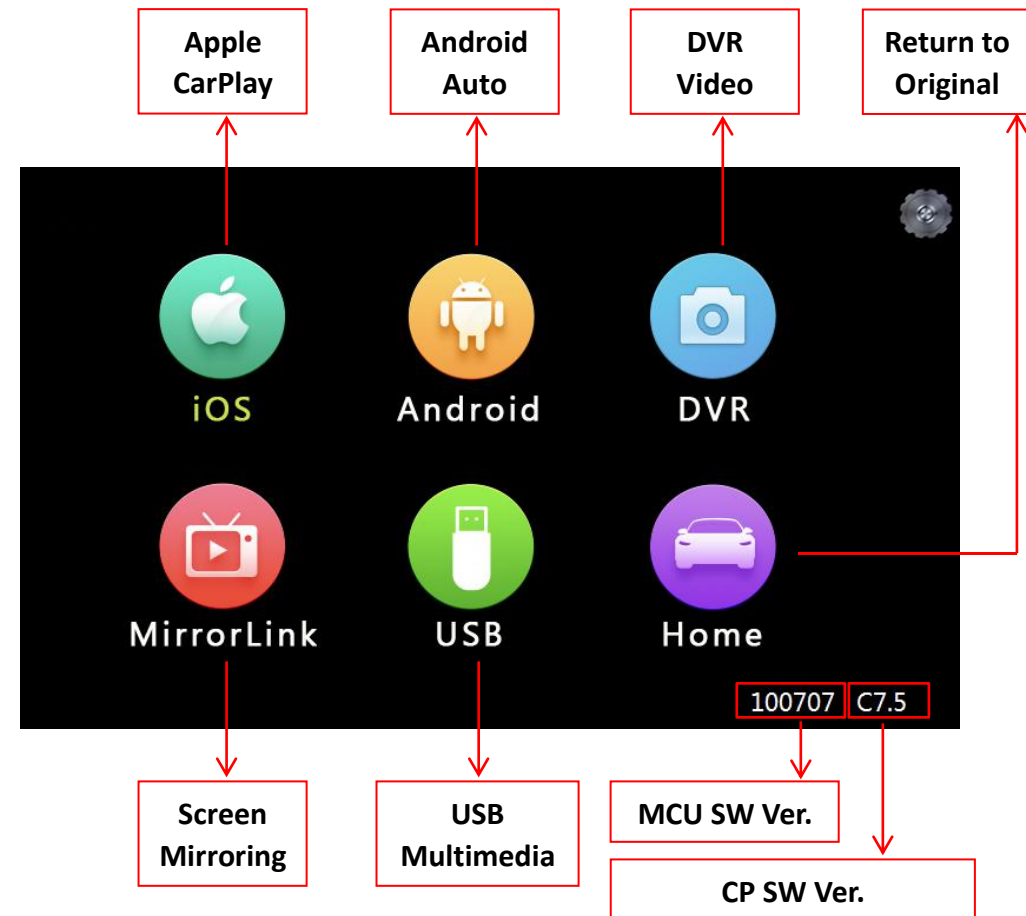 Apple
CarPlay
Android
Auto
DVR
Video
Return to
Original
iOS
Android
DVR
MirrorLink
USB
Home
100707
C7.5
Screen
Mirroring
USB
Multimedia
MCU SW Ver.
CP SW Ver.